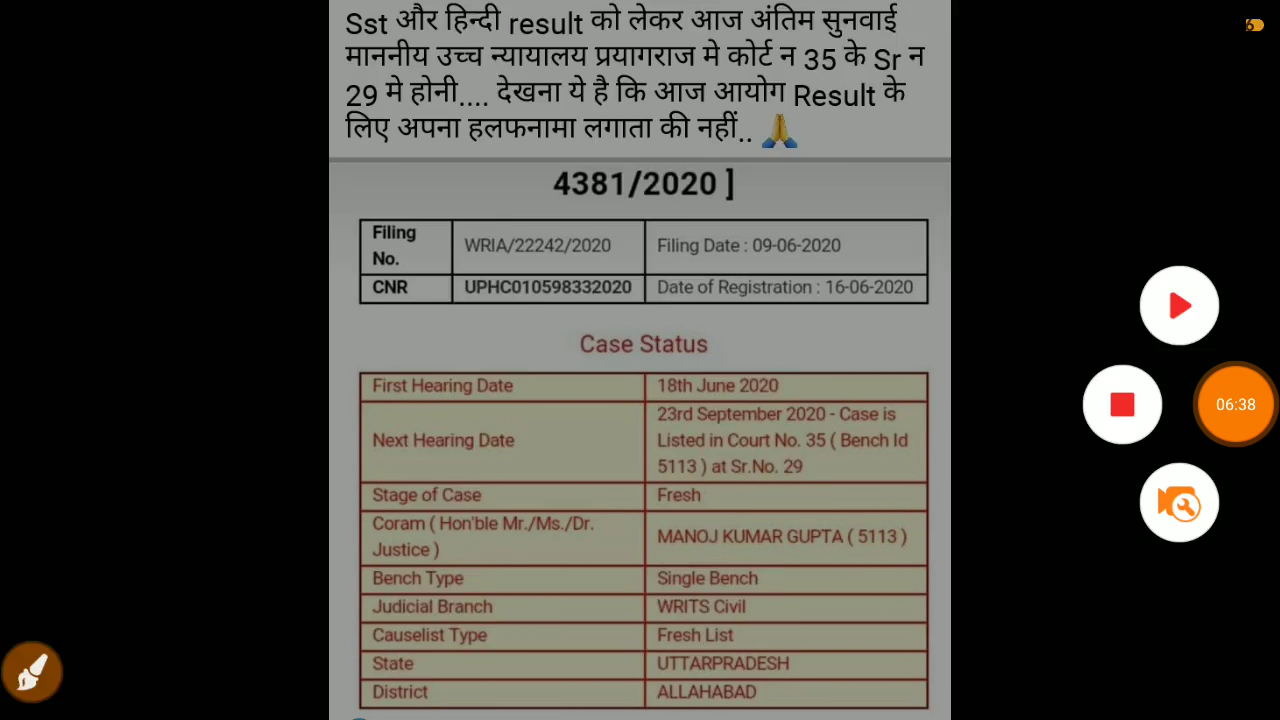 Sst और हिन्दी result को लेकर आज अंतिम सुनवाई
माननीय उच्च न्यायालय प्रयागराज मे कोर्ट न 35 के Sr न
29 मे होनी.... देखना ये है कि आज आयोग Result के
लिए अपना हलफनामा लगाता की नहीं.. 🙏
4381/2020 ]
Filing No. WRIA/22242/2020 Filing Date : 09-06-2020
CNR UPHC010598332020 Date of Registration : 16-06-2020
Case Status
First Hearing Date 18th June 2020
Next Hearing Date 23rd September 2020 - Case is
Listed in Court No. 35 ( Bench Id
5113 ) at Sr.No. 29
Stage of Case Fresh
Coram ( Hon'ble Mr./Ms./Dr.
Justice ) MANOJ KUMAR GUPTA ( 5113 )
Bench Type Single Bench
Judicial Branch WRITS Civil
Causelist Type Fresh List
State UTTARPRADESH
District ALLAHABAD
06:38